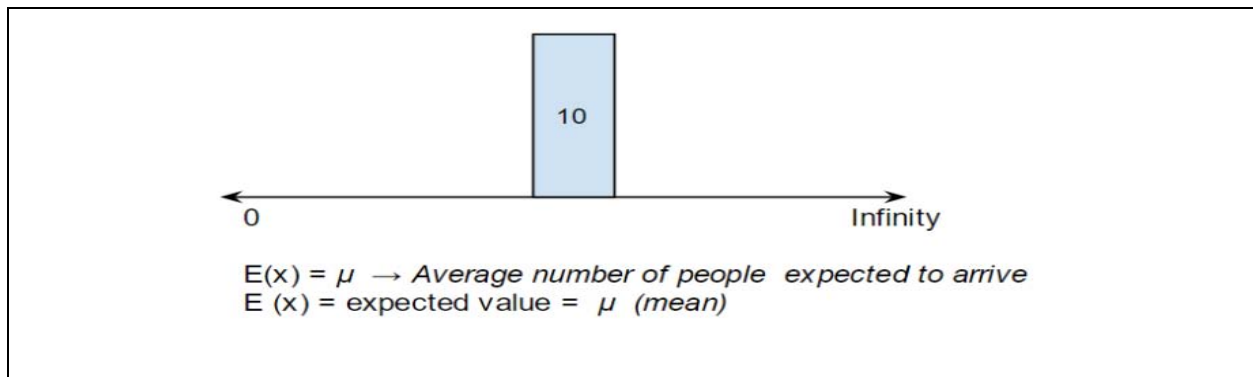 10
0 Infinity
E(x) = μ → Average number of people expected to arrive
E (x) = expected value = μ (mean)